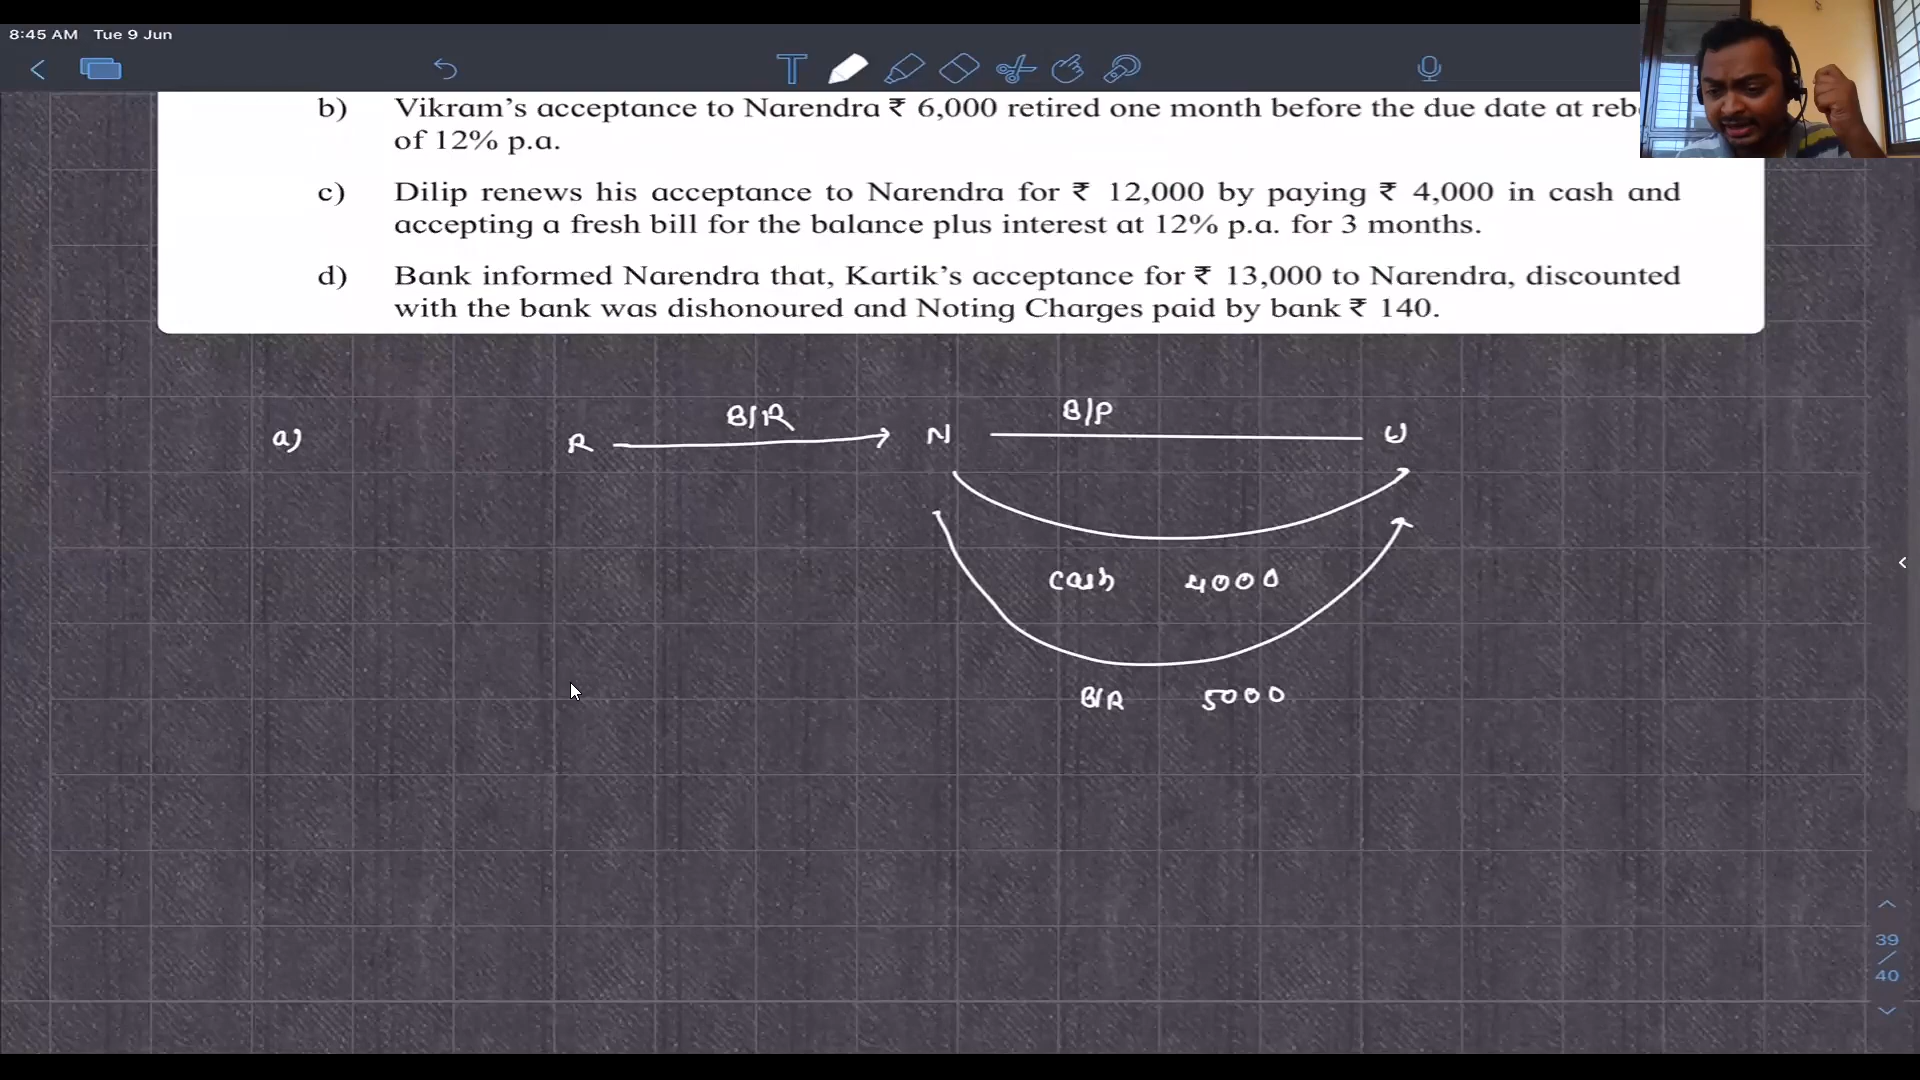 8:45 AM Tue 9 Jun
b) Vikram's acceptance to Narendra ₹ 6,000 retired one month before the due date at reb
of 12% p.a.
c) Dilip renews his acceptance to Narendra for ₹ 12,000 by paying ₹ 4,000 in cash and
accepting a fresh bill for the balance plus interest at 12% p.a. for 3 months.
d) Bank informed Narendra that, Kartik's acceptance for ₹ 13,000 to Narendra, discounted
with the bank was dishonoured and Noting Charges paid by bank ₹ 140.
a) R B/R N B/P U
cash 4000
B/R 5000
39
/
40